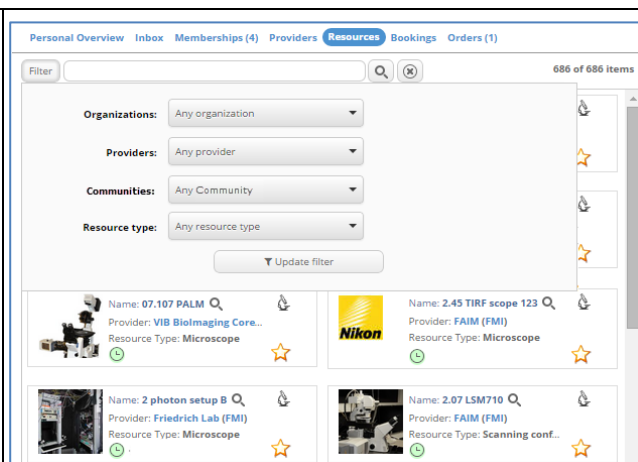 Personal Overview Inbox Memberships (4) Providers Resources Bookings Orders (1)
Filter
686 of 686 items
Organizations: Any organization
Providers: Any provider
Communities: Any Community
Resource type: Any resource type
Update filter
Name: 07.107 PALM
Provider: VIB BioImaging Core...
Resource Type: Microscope
Nikon
Name: 2.45 TIRF scope 123
Provider: FAIM (FMI)
Resource Type: Microscope
Name: 2 photon setup B
Provider: Friedrich Lab (FMI)
Resource Type: Microscope
Name: 2.07 LSM710
Provider: FAIM (FMI)
Resource Type: Scanning conf...